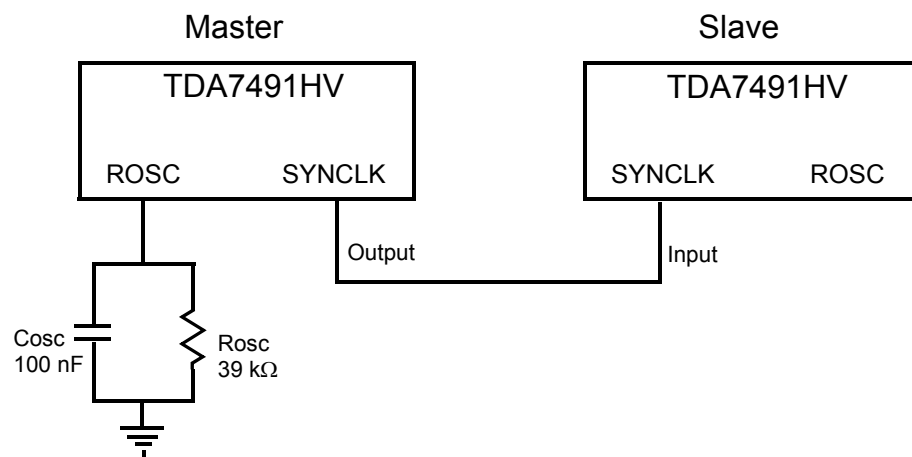 Master
Slave
TDA7491HV
TDA7491HV
ROSC
SYNCLK
SYNCLK
ROSC
Output
Input
Cosc
100 nF
Rosc
39 kΩ